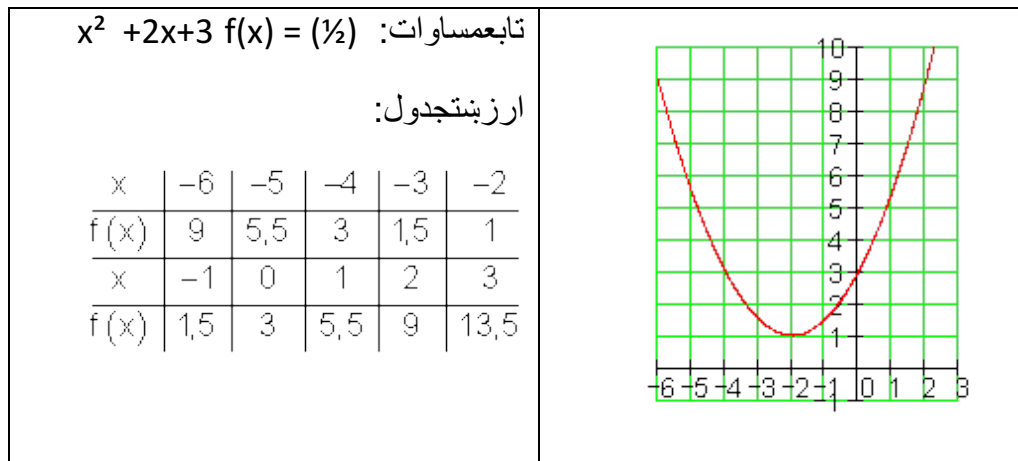 تابعمساوات: x² +2x+3 f(x) = (½)
ارزښتجدول:
x –6 –5 –4 –3 –2
f (x) 9 5,5 3 1,5 1
x –1 0 1 2 3
f (x) 1,5 3 5,5 9 13,5
10
9
8
7
6
5
4
3
2
1
–6 –5 –4 –3 –2 –1 0 1 2 3
–1